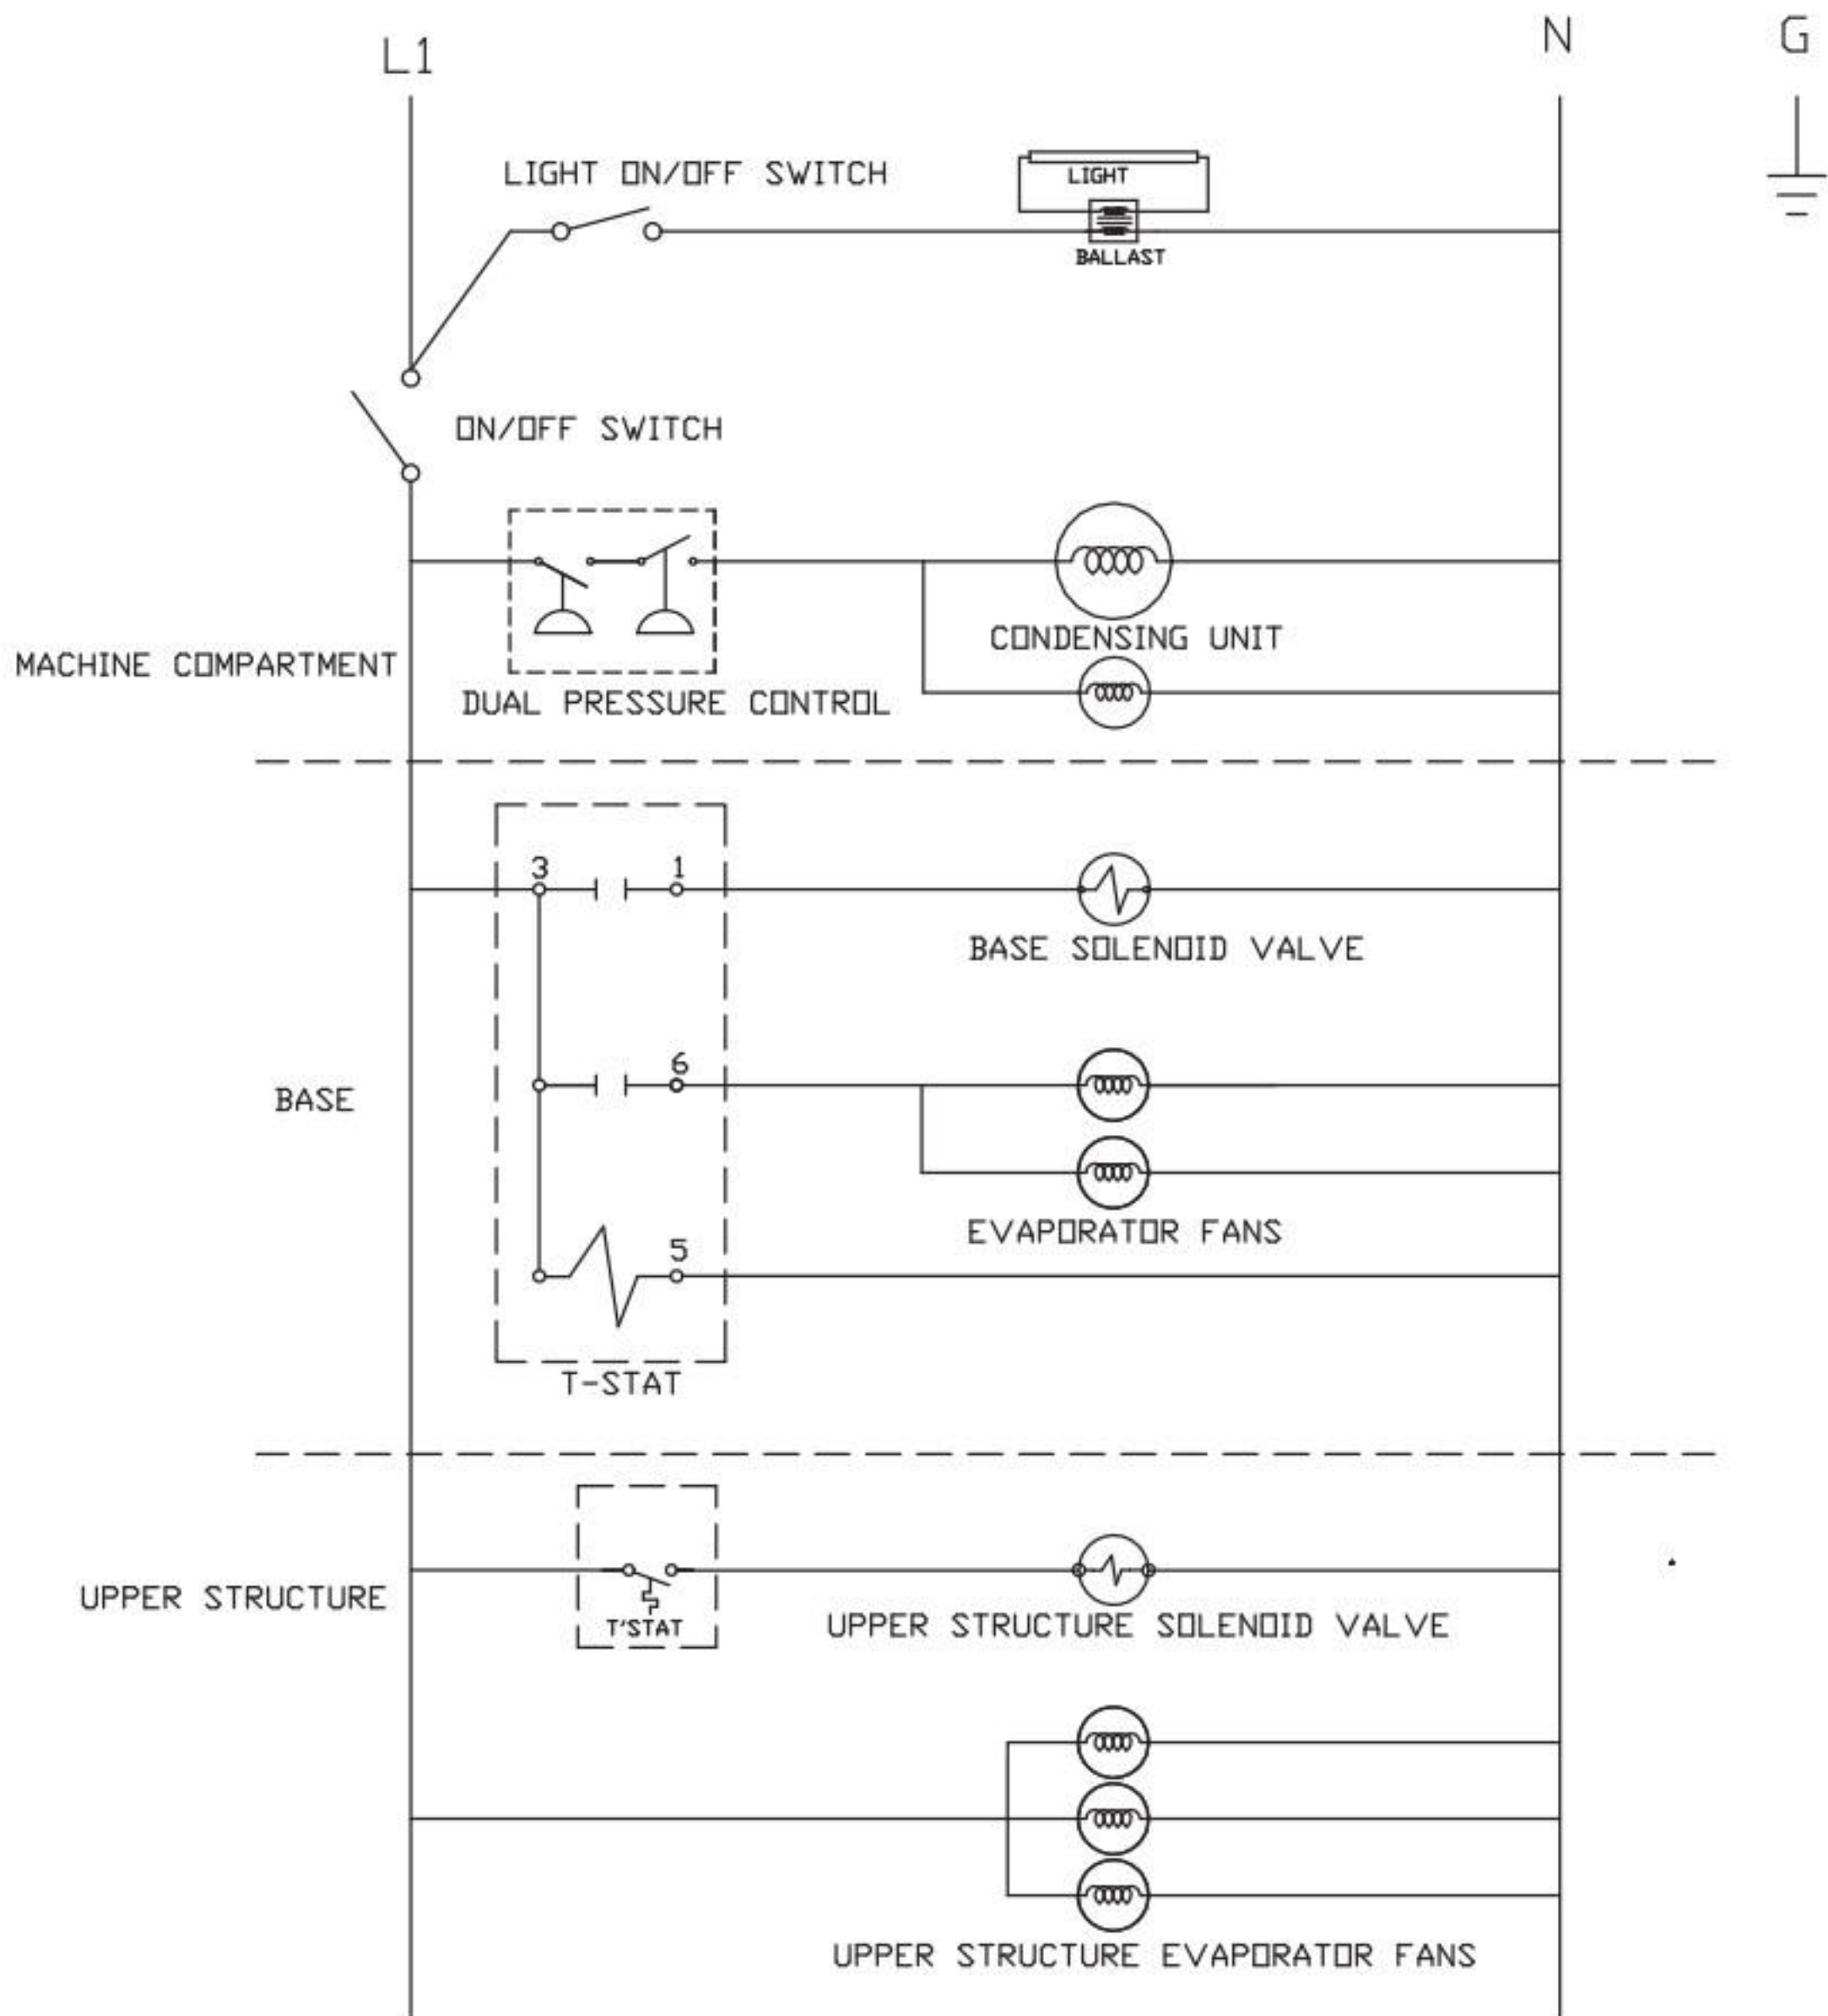 L1
N
G
LIGHT ON/OFF SWITCH
LIGHT
BALLAST
ON/OFF SWITCH
CONDENSING UNIT
MACHINE COMPARTMENT
DUAL PRESSURE CONTROL
3
1
BASE SOLENOID VALVE
6
BASE
EVAPORATOR FANS
5
T-STAT
UPPER STRUCTURE
T'STAT
UPPER STRUCTURE SOLENOID VALVE
UPPER STRUCTURE EVAPORATOR FANS